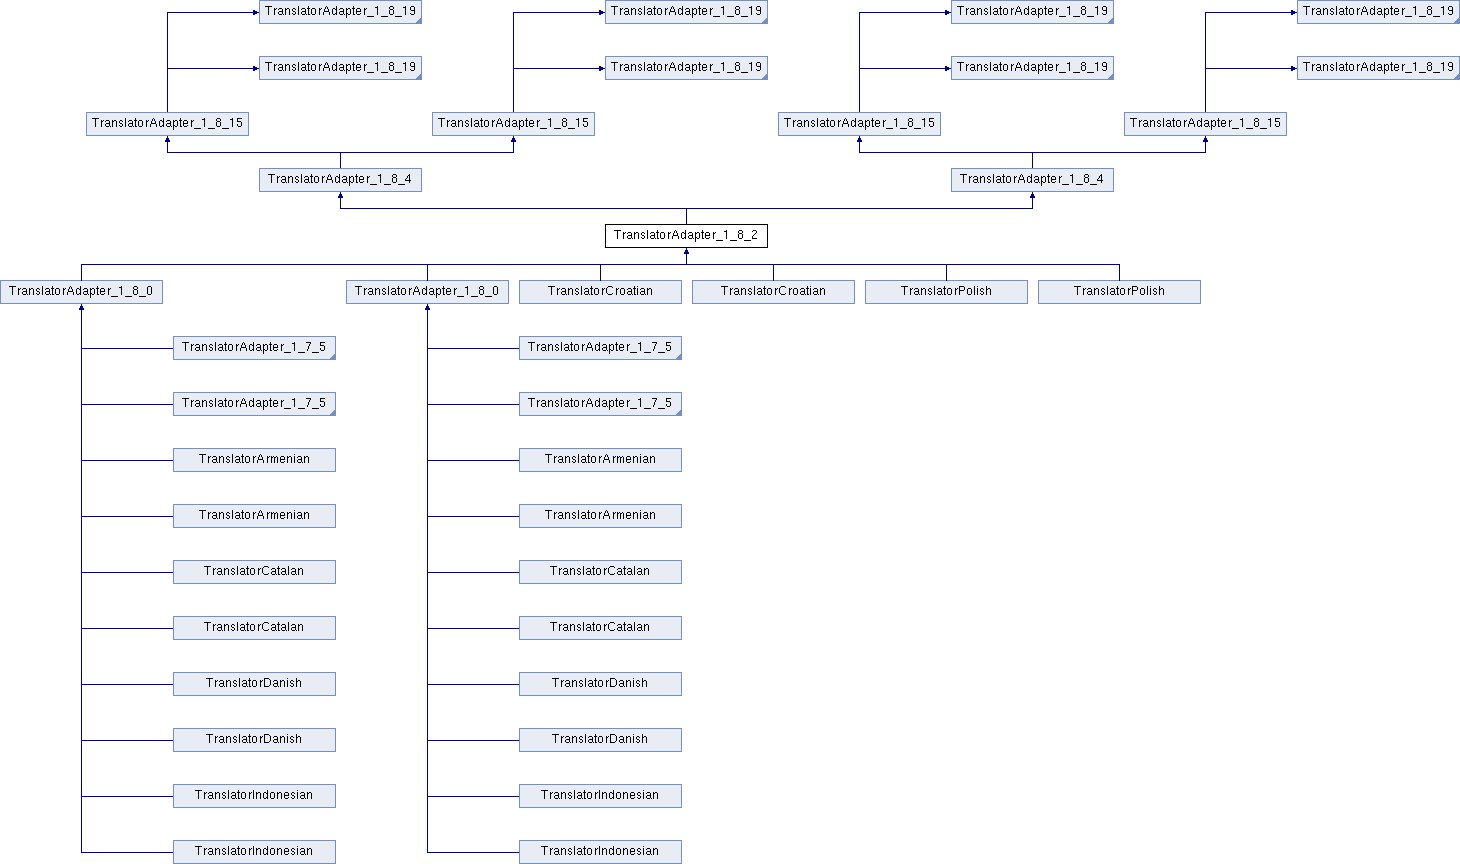 TranslatorAdapter_1_8_19 TranslatorAdapter_1_8_19 TranslatorAdapter_1_8_19 TranslatorAdapter_1_8_19
TranslatorAdapter_1_8_19 TranslatorAdapter_1_8_19 TranslatorAdapter_1_8_19 TranslatorAdapter_1_8_19
TranslatorAdapter_1_8_15 TranslatorAdapter_1_8_15 TranslatorAdapter_1_8_15 TranslatorAdapter_1_8_15
TranslatorAdapter_1_8_4 TranslatorAdapter_1_8_4
TranslatorAdapter_1_8_2
TranslatorAdapter_1_8_0 TranslatorAdapter_1_8_0 TranslatorCroatian TranslatorCroatian TranslatorPolish TranslatorPolish
TranslatorAdapter_1_7_5 TranslatorAdapter_1_7_5
TranslatorAdapter_1_7_5 TranslatorAdapter_1_7_5
TranslatorArmenian TranslatorArmenian
TranslatorArmenian TranslatorArmenian
TranslatorCatalan TranslatorCatalan
TranslatorCatalan TranslatorCatalan
TranslatorDanish TranslatorDanish
TranslatorDanish TranslatorDanish
TranslatorIndonesian TranslatorIndonesian
TranslatorIndonesian TranslatorIndonesian